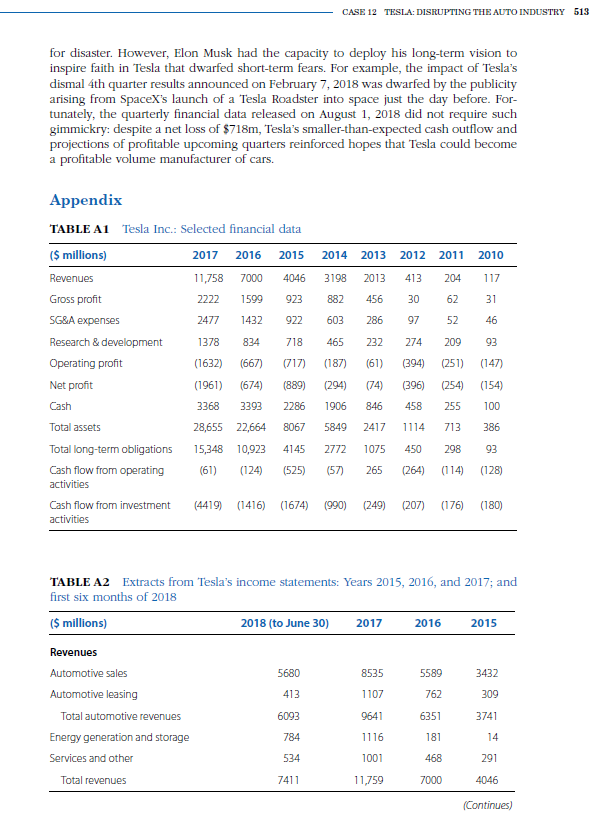 CASE 12 TESLA: DISRUPTING THE AUTO INDUSTRY 513
for disaster. However, Elon Musk had the capacity to deploy his long-term vision to
inspire faith in Tesla that dwarfed short-term fears. For example, the impact of Tesla's
dismal 4th quarter results announced on February 7, 2018 was dwarfed by the publicity
arising from SpaceX's launch of a Tesla Roadster into space just the day before. For-
tunately, the quarterly financial data released on August 1, 2018 did not require such
gimmickry: despite a net loss of $718m, Tesla's smaller-than-expected cash outflow and
projections of profitable upcoming quarters reinforced hopes that Tesla could become
a profitable volume manufacturer of cars.
Appendix
TABLE A1 Tesla Inc.: Selected financial data
($ millions) 2017 2016 2015 2014 2013 2012 2011 2010
Revenues 11,758 7000 4046 3198 2013 413 204 117
Gross profit 2222 1599 923 882 456 30 62 31
SG&A expenses 2477 1432 922 603 286 97 52 46
Research & development 1378 834 718 465 232 274 209 93
Operating profit (1632) (667) (717) (187) (61) (394) (251) (147)
Net profit (1961) (674) (889) (294) (74) (396) (254) (154)
Cash 3368 3393 2286 1906 846 458 255 100
Total assets 28,655 22,664 8067 5849 2417 1114 713 386
Total long-term obligations 15,348 10,923 4145 2772 1075 450 298 93
Cash flow from operating (61) (124) (525) (57) 265 (264) (114) (128)
activities
Cash flow from investment (4419) (1416) (1674) (990) (249) (207) (176) (180)
activities
TABLE A2 Extracts from Tesla's income statements: Years 2015, 2016, and 2017; and
first six months of 2018
($ millions) 2018 (to June 30) 2017 2016 2015
Revenues
Automotive sales 5680 8535 5589 3432
Automotive leasing 413 1107 762 309
Total automotive revenues 6093 9641 6351 3741
Energy generation and storage 784 1116 181 14
Services and other 534 1001 468 291
Total revenues 7411 11,759 7000 4046
(Continues)